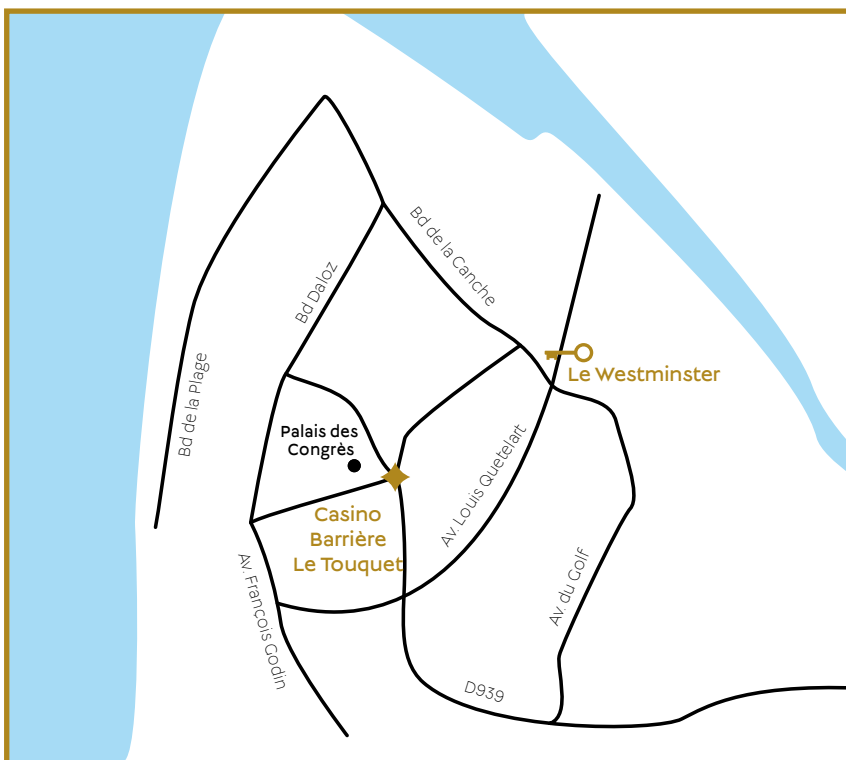 Bd de la Canche
Bd Daloz
Bd de la Plage
Le Westminster
Palais des
Congrès
Av. Louis Quetelart
Casino
Barrière
Le Touquet
Av. François Godin
Av. du Golf
D939